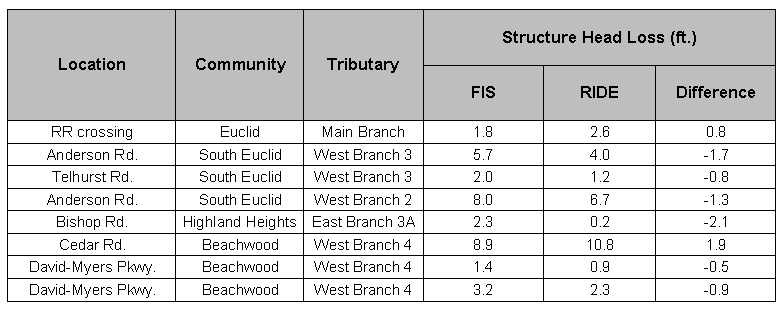 Location Community Tributary Structure Head Loss (ft.)
FIS RIDE Difference
RR crossing Euclid Main Branch 1.8 2.6 0.8
Anderson Rd. South Euclid West Branch 3 5.7 4.0 -1.7
Telhurst Rd. South Euclid West Branch 3 2.0 1.2 -0.8
Anderson Rd. South Euclid West Branch 2 8.0 6.7 -1.3
Bishop Rd. Highland Heights East Branch 3A 2.3 0.2 -2.1
Cedar Rd. Beachwood West Branch 4 8.9 10.8 1.9
David-Myers Pkwy. Beachwood West Branch 4 1.4 0.9 -0.5
David-Myers Pkwy. Beachwood West Branch 4 3.2 2.3 -0.9